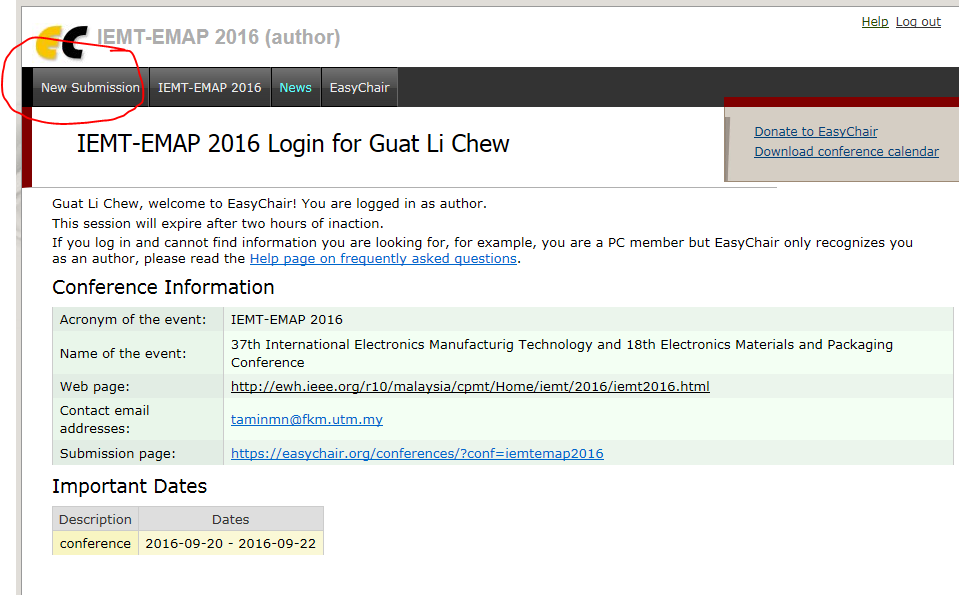 Help Log out
EC IEMT-EMAP 2016 (author)
New Submission IEMT-EMAP 2016 News EasyChair
IEMT-EMAP 2016 Login for Guat Li Chew
Donate to EasyChair
Download conference calendar
Guat Li Chew, welcome to EasyChair! You are logged in as author.
This session will expire after two hours of inaction.
If you log in and cannot find information you are looking for, for example, you are a PC member but EasyChair only recognizes you
as an author, please read the Help page on frequently asked questions.
Conference Information
Acronym of the event: IEMT-EMAP 2016
Name of the event: 37th International Electronics Manufacturig Technology and 18th Electronics Materials and Packaging
Conference
Web page: http://ewh.ieee.org/r10/malaysia/cpmt/Home/iemt/2016/iemt2016.html
Contact email
addresses: taminmn@fkm.utm.my
Submission page: https://easychair.org/conferences/?conf=iemtemap2016
Important Dates
Description Dates
conference 2016-09-20 - 2016-09-22